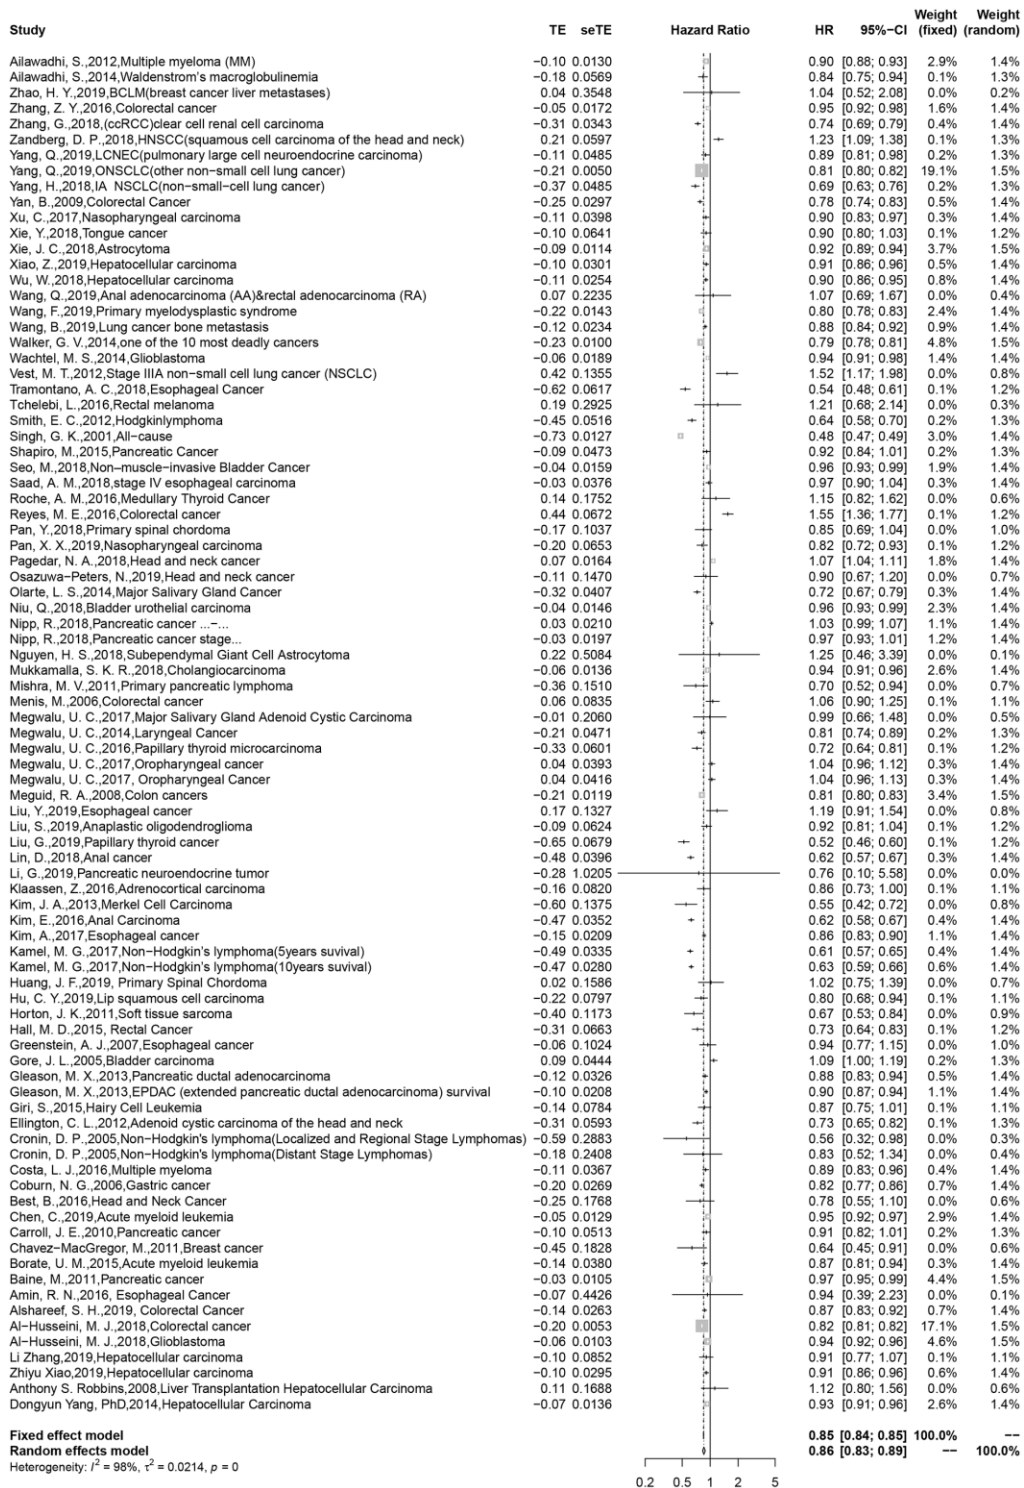 Study TE seTE Hazard Ratio HR 95%−CI Weight (fixed) Weight (random)
Ailawadhi, S.,2012,Multiple myeloma (MM) −0.10 0.0130 0.90 [0.88; 0.93] 2.9% 1.4%
Ailawadhi, S.,2014,Waldenstrom's macroglobulinemia −0.18 0.0569 0.84 [0.75; 0.94] 0.1% 1.3%
Zhao, H. Y.,2019,BCLM(breast cancer liver metastases) 0.04 0.3548 1.04 [0.52; 2.08] 0.0% 0.2%
Zhang, Z. Y.,2016,Colorectal cancer −0.05 0.0172 0.95 [0.92; 0.98] 1.6% 1.4%
Zhang, G.,2018,(ccRCC)clear cell renal cell carcinoma −0.31 0.0343 0.74 [0.69; 0.79] 0.4% 1.4%
Zandberg, D. P.,2018,HNSCC(squamous cell carcinoma of the head and neck) 0.21 0.0597 1.23 [1.09; 1.38] 0.1% 1.3%
Yang, Q.,2019,LCNEC(pulmonary large cell neuroendocrine carcinoma) −0.11 0.0485 0.89 [0.81; 0.98] 0.2% 1.3%
Yang, Q.,2019,ONSCLC(other non−small cell lung cancer) −0.21 0.0050 0.81 [0.80; 0.82] 19.1% 1.5%
Yang, H.,2018,IA NSCLC(non−small−cell lung cancer) −0.37 0.0485 0.69 [0.63; 0.76] 0.2% 1.3%
Yan, B.,2009,Colorectal Cancer −0.25 0.0297 0.78 [0.74; 0.83] 0.5% 1.4%
Xu, C.,2017,Nasopharyngeal carcinoma −0.11 0.0398 0.90 [0.83; 0.97] 0.3% 1.4%
Xie, Y.,2018,Tongue cancer −0.10 0.0641 0.90 [0.80; 1.03] 0.1% 1.2%
Xie, J. C.,2018,Astrocytoma −0.09 0.0114 0.92 [0.89; 0.94] 3.7% 1.5%
Xiao, Z.,2019,Hepatocellular carcinoma −0.10 0.0301 0.91 [0.86; 0.96] 0.5% 1.4%
Wu, W.,2018,Hepatocellular carcinoma −0.11 0.0254 0.90 [0.86; 0.95] 0.8% 1.4%
Wang, Q.,2019,Anal adenocarcinoma (AA)&rectal adenocarcinoma (RA) 0.07 0.2235 1.07 [0.69; 1.67] 0.0% 0.4%
Wang, F.,2019,Primary myelodysplastic syndrome −0.22 0.0143 0.80 [0.78; 0.83] 2.4% 1.4%
Wang, B.,2019,Lung cancer bone metastasis −0.12 0.0234 0.88 [0.84; 0.92] 0.9% 1.4%
Walker, G. V.,2014,one of the 10 most deadly cancers −0.23 0.0100 0.79 [0.78; 0.81] 4.8% 1.5%
Wachtel, M. S.,2014,Glioblastoma −0.06 0.0189 0.94 [0.91; 0.98] 1.4% 1.4%
Vest, M. T.,2012,Stage IIIA non−small cell lung cancer (NSCLC) 0.42 0.1355 1.52 [1.17; 1.98] 0.0% 0.8%
Tramontano, A. C.,2018,Esophageal Cancer −0.62 0.0617 0.54 [0.48; 0.61] 0.1% 1.2%
Tchelebi, L.,2016,Rectal melanoma 0.19 0.2925 1.21 [0.68; 2.14] 0.0% 0.3%
Smith, E. C.,2012,Hodgkinlymphoma −0.45 0.0516 0.64 [0.58; 0.70] 0.2% 1.3%
Singh, G. K.,2001,All−cause −0.73 0.0127 0.48 [0.47; 0.49] 3.0% 1.4%
Shapiro, M.,2015,Pancreatic Cancer −0.09 0.0473 0.92 [0.84; 1.01] 0.2% 1.3%
Seo, M.,2018,Non–muscle−invasive Bladder Cancer −0.04 0.0159 0.96 [0.93; 0.99] 1.9% 1.4%
Saad, A. M.,2018,stage IV esophageal carcinoma −0.03 0.0376 0.97 [0.90; 1.04] 0.3% 1.4%
Roche, A. M.,2016,Medullary Thyroid Cancer 0.14 0.1752 1.15 [0.82; 1.62] 0.0% 0.6%
Reyes, M. E.,2016,Colorectal cancer 0.44 0.0672 1.55 [1.36; 1.77] 0.1% 1.2%
Pan, Y.,2018,Primary spinal chordoma −0.17 0.1037 0.85 [0.69; 1.04] 0.0% 1.0%
Pan, X. X.,2019,Nasopharyngeal carcinoma −0.20 0.0653 0.82 [0.72; 0.93] 0.1% 1.2%
Pagedar, N. A.,2018,Head and neck cancer 0.07 0.0164 1.07 [1.04; 1.11] 1.8% 1.4%
Osazuwa−Peters, N.,2019,Head and neck cancer −0.11 0.1470 0.90 [0.67; 1.20] 0.0% 0.7%
Olarte, L. S.,2014,Major Salivary Gland Cancer −0.32 0.0407 0.72 [0.67; 0.79] 0.3% 1.4%
Niu, Q.,2018,Bladder urothelial carcinoma −0.04 0.0146 0.96 [0.93; 0.99] 2.3% 1.4%
Nipp, R.,2018,Pancreatic cancer ...−... 0.03 0.0210 1.03 [0.99; 1.07] 1.1% 1.4%
Nipp, R.,2018,Pancreatic cancer stage... −0.03 0.0197 0.97 [0.93; 1.01] 1.2% 1.4%
Nguyen, H. S.,2018,Subependymal Giant Cell Astrocytoma 0.22 0.5084 1.25 [0.46; 3.39] 0.0% 0.1%
Mukkamalla, S. K. R.,2018,Cholangiocarcinoma −0.06 0.0136 0.94 [0.91; 0.96] 2.6% 1.4%
Mishra, M. V.,2011,Primary pancreatic lymphoma −0.36 0.1510 0.70 [0.52; 0.94] 0.0% 0.7%
Menis, M.,2006,Colorectal cancer 0.06 0.0835 1.06 [0.90; 1.25] 0.1% 1.1%
Megwalu, U. C.,2017,Major Salivary Gland Adenoid Cystic Carcinoma −0.01 0.2060 0.99 [0.66; 1.48] 0.0% 0.5%
Megwalu, U. C.,2014,Laryngeal Cancer −0.21 0.0471 0.81 [0.74; 0.89] 0.2% 1.3%
Megwalu, U. C.,2016,Papillary thyroid microcarcinoma −0.33 0.0601 0.72 [0.64; 0.81] 0.1% 1.2%
Megwalu, U. C.,2017,Oropharyngeal cancer 0.04 0.0393 1.04 [0.96; 1.12] 0.3% 1.4%
Megwalu, U. C.,2017, Oropharyngeal Cancer 0.04 0.0416 1.04 [0.96; 1.13] 0.3% 1.4%
Meguid, R. A.,2008,Colon cancers −0.21 0.0119 0.81 [0.80; 0.83] 3.4% 1.5%
Liu, Y.,2019,Esophageal cancer 0.17 0.1327 1.19 [0.91; 1.54] 0.0% 0.8%
Liu, S.,2019,Anaplastic oligodendroglioma −0.09 0.0624 0.92 [0.81; 1.04] 0.1% 1.2%
Liu, G.,2019,Papillary thyroid cancer −0.65 0.0679 0.52 [0.46; 0.60] 0.1% 1.2%
Lin, D.,2018,Anal cancer −0.48 0.0396 0.62 [0.57; 0.67] 0.3% 1.4%
Li, G.,2019,Pancreatic neuroendocrine tumor −0.28 1.0205 0.76 [0.10; 5.58] 0.0% 0.0%
Klaassen, Z.,2016,Adrenocortical carcinoma −0.16 0.0820 0.86 [0.73; 1.00] 0.1% 1.1%
Kim, J. A.,2013,Merkel Cell Carcinoma −0.60 0.1375 0.55 [0.42; 0.72] 0.0% 0.8%
Kim, E.,2016,Anal Carcinoma −0.47 0.0352 0.62 [0.58; 0.67] 0.4% 1.4%
Kim, A.,2017,Esophageal cancer −0.15 0.0209 0.86 [0.83; 0.90] 1.1% 1.4%
Kamel, M. G.,2017,Non−Hodgkin's lymphoma(5years suvival) −0.49 0.0335 0.61 [0.57; 0.65] 0.4% 1.4%
Kamel, M. G.,2017,Non−Hodgkin's lymphoma(10years suvival) −0.47 0.0280 0.63 [0.59; 0.66] 0.6% 1.4%
Huang, J. F.,2019, Primary Spinal Chordoma 0.02 0.1586 1.02 [0.75; 1.39] 0.0% 0.7%
Hu, C. Y.,2019,Lip squamous cell carcinoma −0.22 0.0797 0.80 [0.68; 0.94] 0.1% 1.1%
Horton, J. K.,2011,Soft tissue sarcoma −0.40 0.1173 0.67 [0.53; 0.84] 0.0% 0.9%
Hall, M. D.,2015, Rectal Cancer −0.31 0.0663 0.73 [0.64; 0.83] 0.1% 1.2%
Greenstein, A. J.,2007,Esophageal cancer −0.06 0.1024 0.94 [0.77; 1.15] 0.0% 1.0%
Gore, J. L.,2005,Bladder carcinoma 0.09 0.0444 1.09 [1.00; 1.19] 0.2% 1.3%
Gleason, M. X.,2013,Pancreatic ductal adenocarcinoma −0.12 0.0326 0.88 [0.83; 0.94] 0.5% 1.4%
Gleason, M. X.,2013,EPDAC (extended pancreatic ductal adenocarcinoma) survival −0.10 0.0208 0.90 [0.87; 0.94] 1.1% 1.4%
Giri, S.,2015,Hairy Cell Leukemia −0.14 0.0784 0.87 [0.75; 1.01] 0.1% 1.1%
Ellington, C. L.,2012,Adenoid cystic carcinoma of the head and neck −0.31 0.0593 0.73 [0.65; 0.82] 0.1% 1.3%
Cronin, D. P.,2005,Non−Hodgkin's lymphoma(Localized and Regional Stage Lymphomas) −0.59 0.2883 0.56 [0.32; 0.98] 0.0% 0.3%
Cronin, D. P.,2005,Non−Hodgkin's lymphoma(Distant Stage Lymphomas) −0.18 0.2408 0.83 [0.52; 1.34] 0.0% 0.4%
Costa, L. J.,2016,Multiple myeloma −0.11 0.0367 0.89 [0.83; 0.96] 0.4% 1.4%
Coburn, N. G.,2006,Gastric cancer −0.20 0.0269 0.82 [0.77; 0.86] 0.7% 1.4%
Best, B.,2016,Head and Neck Cancer −0.25 0.1768 0.78 [0.55; 1.10] 0.0% 0.6%
Chen, C.,2019,Acute myeloid leukemia −0.05 0.0129 0.95 [0.92; 0.97] 2.9% 1.4%
Carroll, J. E.,2010,Pancreatic cancer −0.10 0.0513 0.91 [0.82; 1.01] 0.2% 1.3%
Chavez−MacGregor, M.,2011,Breast cancer −0.45 0.1828 0.64 [0.45; 0.91] 0.0% 0.6%
Borate, U. M.,2015,Acute myeloid leukemia −0.14 0.0380 0.87 [0.81; 0.94] 0.3% 1.4%
Baine, M.,2011,Pancreatic cancer −0.03 0.0105 0.97 [0.95; 0.99] 4.4% 1.5%
Amin, R. N.,2016, Esophageal Cancer −0.07 0.4426 0.94 [0.39; 2.23] 0.0% 0.1%
Alshareef, S. H.,2019, Colorectal Cancer −0.14 0.0263 0.87 [0.83; 0.92] 0.7% 1.4%
Al−Husseini, M. J.,2018,Colorectal cancer −0.20 0.0053 0.82 [0.81; 0.82] 17.1% 1.5%
Al−Husseini, M. J.,2018,Glioblastoma −0.06 0.0103 0.94 [0.92; 0.96] 4.6% 1.5%
Li Zhang,2019,Hepatocellular carcinoma −0.10 0.0852 0.91 [0.77; 1.07] 0.1% 1.1%
Zhiyu Xiao,2019,Hepatocellular carcinoma −0.10 0.0295 0.91 [0.86; 0.96] 0.6% 1.4%
Anthony S. Robbins,2008,Liver Transplantation Hepatocellular Carcinoma 0.11 0.1688 1.12 [0.80; 1.56] 0.0% 0.6%
Dongyun Yang, PhD,2014,Hepatocellular Carcinoma −0.07 0.0136 0.93 [0.91; 0.96] 2.6% 1.4%
Fixed effect model 0.85 [0.84; 0.85] 100.0% −−
Random effects model 0.86 [0.83; 0.89] −− 100.0%
Heterogeneity: I² = 98%, τ² = 0.0214, p = 0
0.2 0.5 1 2 5